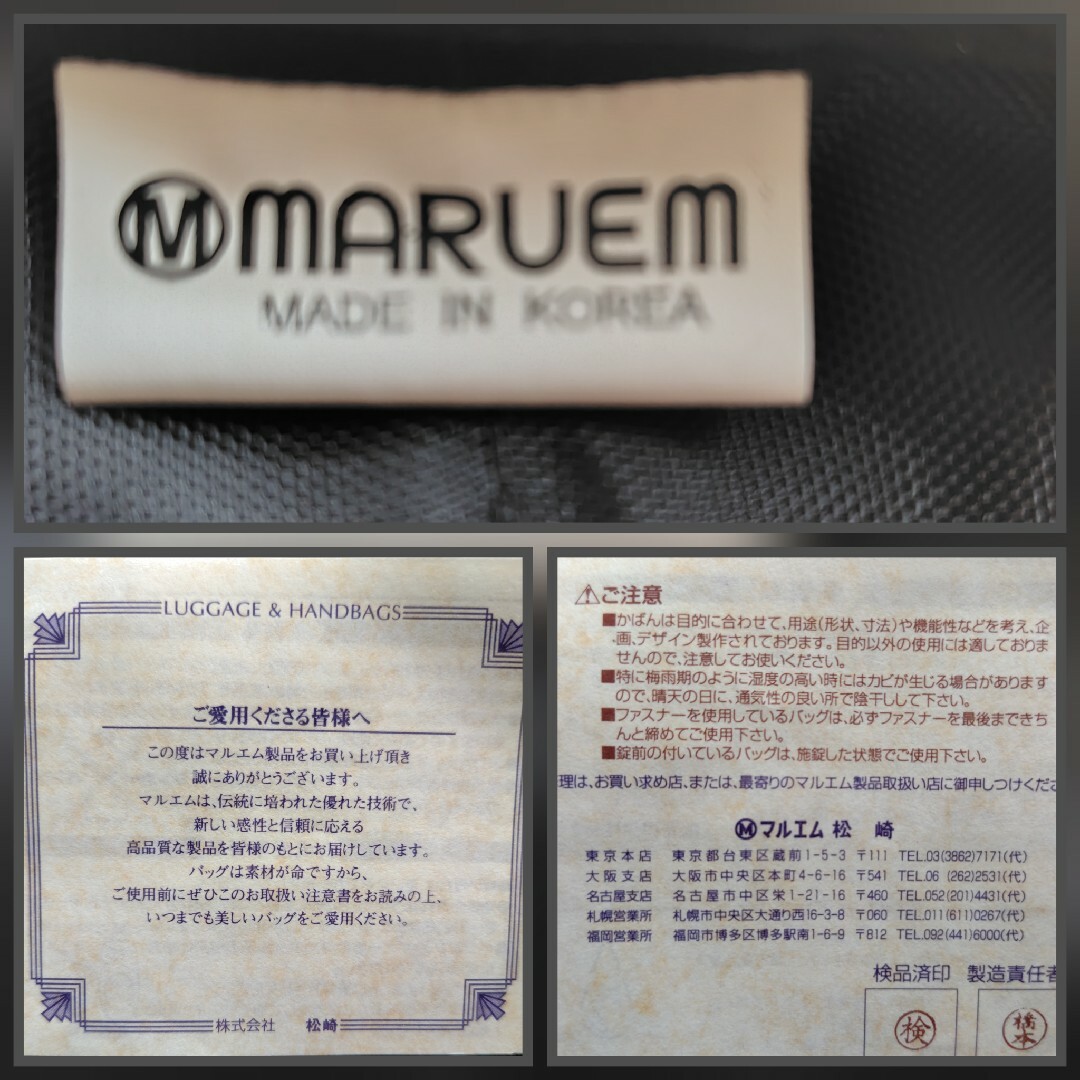 M MARUEM
MADE IN KOREA
LUGGAGE & HANDBAGS
ご愛用くださる皆様へ
この度はマルエム製品をお買い上げ頂き
誠にありがとうございます。
マルエムは、伝統に培われた優れた技術で、
新しい感性と信頼に応える
高品質な製品を皆様のもとにお届けしています。
バッグは素材が命ですから、
ご使用前にぜひこのお取扱い注意書をお読みの上、
いつまでも美しいバッグをご愛用ください。
株式会社 松崎
⚠ご注意
■かばんは目的に合わせて、用途(形状、寸法)や機能性などを考え、企
画、デザイン製作されております。目的以外の使用には適しておりま
せんので、注意してお使いください。
■特に梅雨期のように湿度の高い時にはカビが生じる場合があります
ので、晴天の日に、通気性の良い所で陰干しして下さい。
■ファスナーを使用しているバッグは、必ずファスナーを最後まできち
んと締めてご使用下さい。
■錠前の付いているバッグは、施錠した状態でご使用下さい。
理は、お買い求め店、または、最寄りのマルエム製品取扱い店に御申しつけくださ
Ⓜマルエム 松 崎
東京本店 東京都台東区蔵前1-5-3 〒111 TEL.03(3862)7171(代)
大阪支店 大阪市中央区本町4-6-16 〒541 TEL.06 (262)2531(代)
名古屋支店 名古屋市中区栄1-21-16 〒460 TEL.052(201)4431(代)
札幌営業所 札幌市中央区大通り西16-3-8 〒060 TEL.011(611)0267(代)
福岡営業所 福岡市博多区博多駅南1-6-9 〒812 TEL.092(441)6000(代)
検品済印 製造責任者
検 橋本